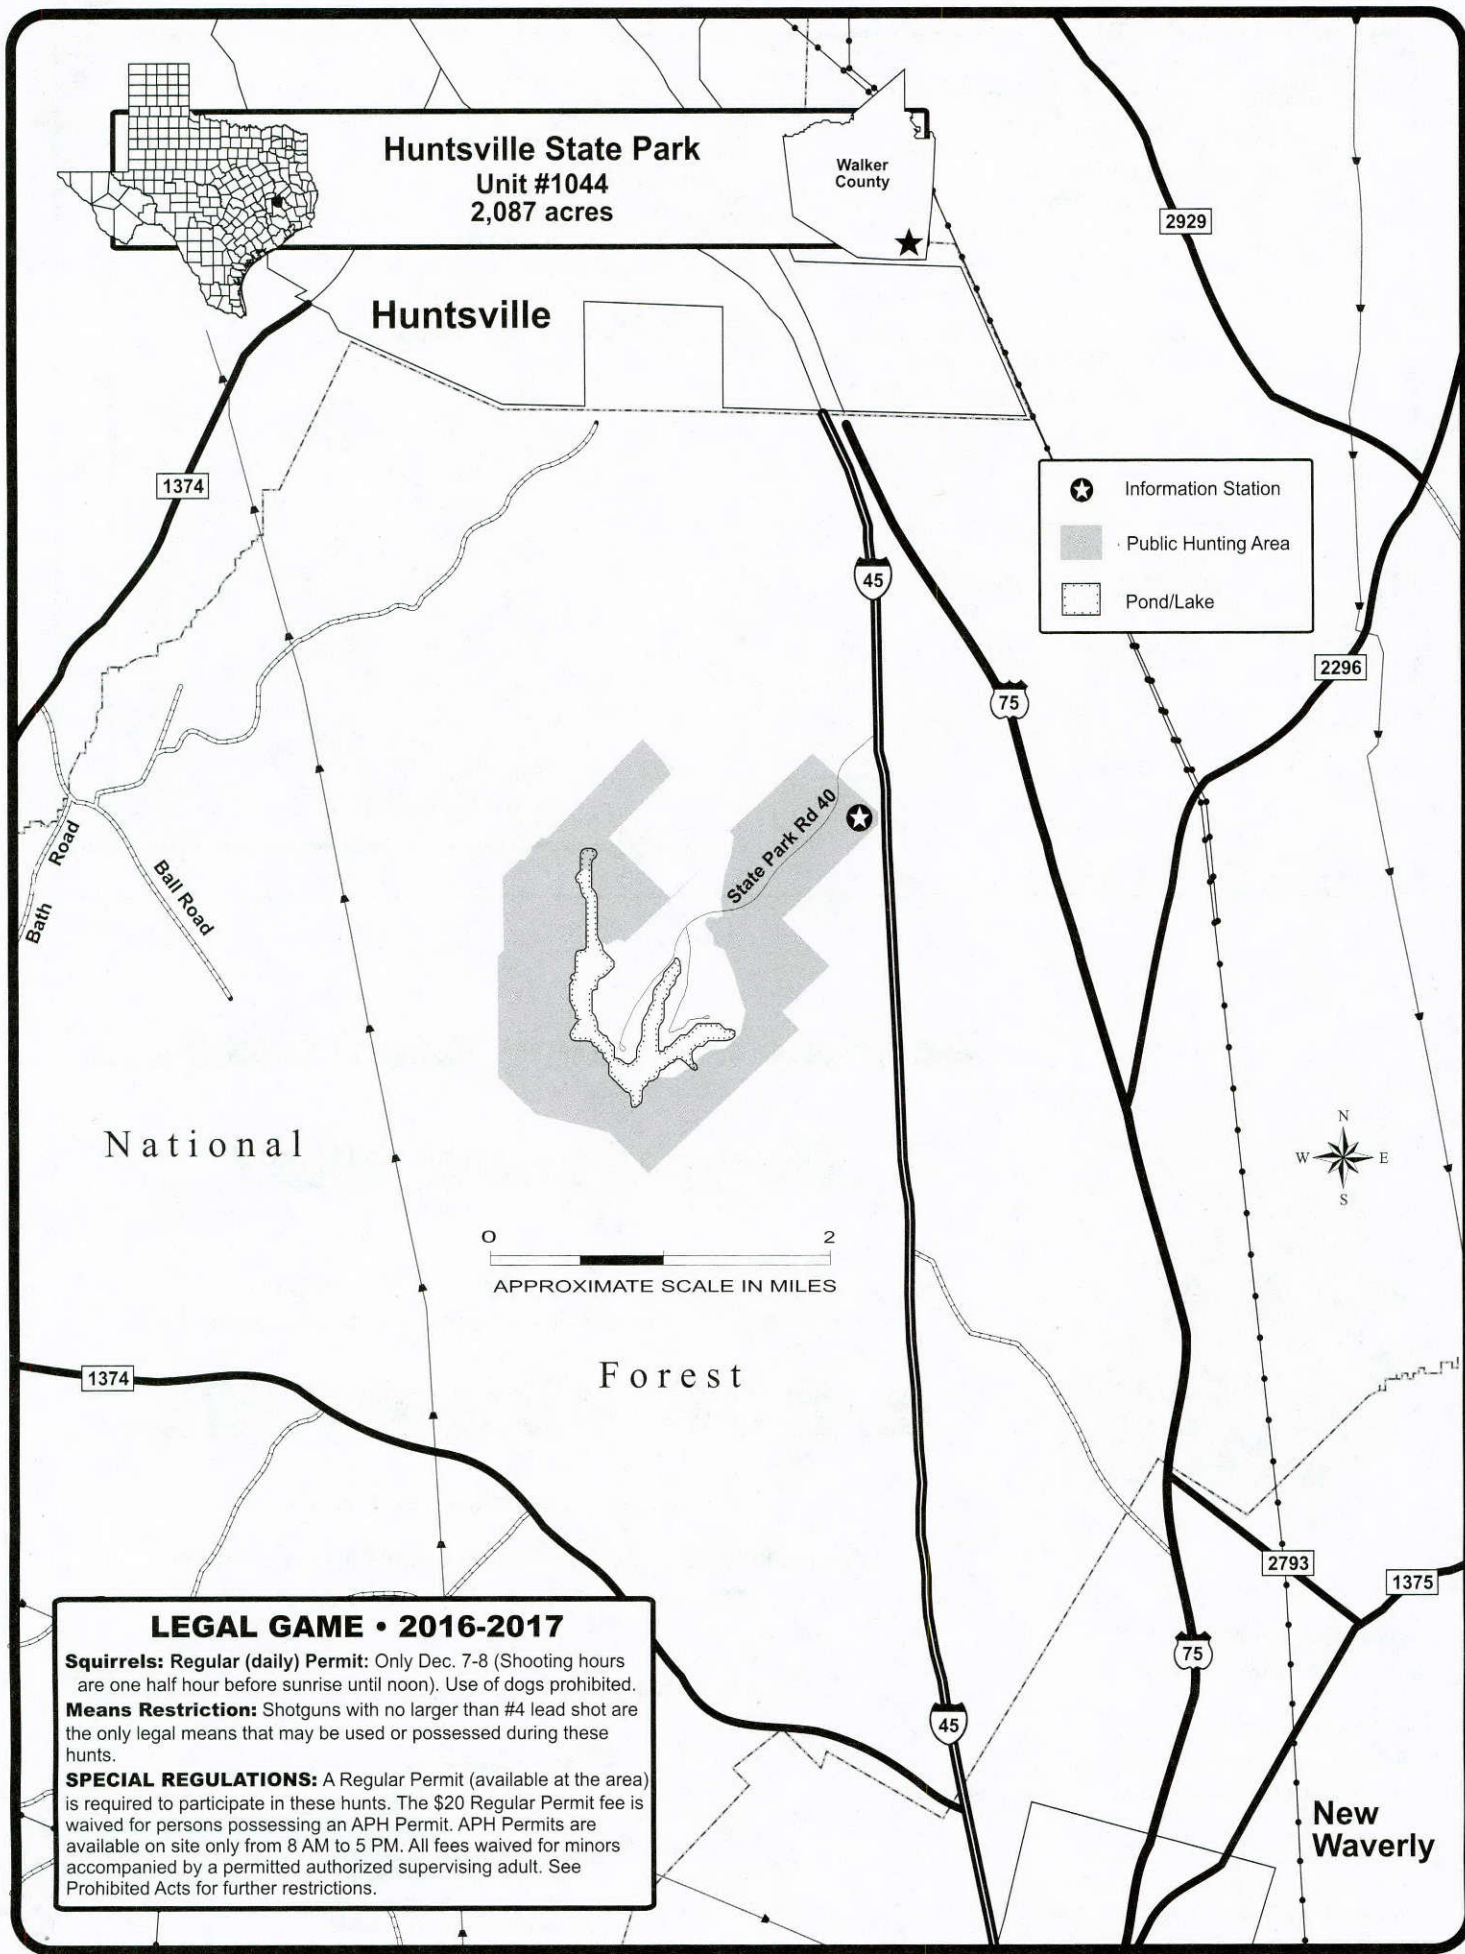 Huntsville State Park
Unit #1044
2,087 acres
Walker
County
2929
Huntsville
1374
Information Station
Public Hunting Area
Pond/Lake
45
2296
75
State Park Rd 40
Bath Road
Ball Road
National
N
W E
S
0 2
APPROXIMATE SCALE IN MILES
Forest
1374
2793
1375
75
45
New
Waverly
LEGAL GAME • 2016-2017
Squirrels: Regular (daily) Permit: Only Dec. 7-8 (Shooting hours
are one half hour before sunrise until noon). Use of dogs prohibited.
Means Restriction: Shotguns with no larger than #4 lead shot are
the only legal means that may be used or possessed during these
hunts.
SPECIAL REGULATIONS: A Regular Permit (available at the area)
is required to participate in these hunts. The $20 Regular Permit fee is
waived for persons possessing an APH Permit. APH Permits are
available on site only from 8 AM to 5 PM. All fees waived for minors
accompanied by a permitted authorized supervising adult. See
Prohibited Acts for further restrictions.